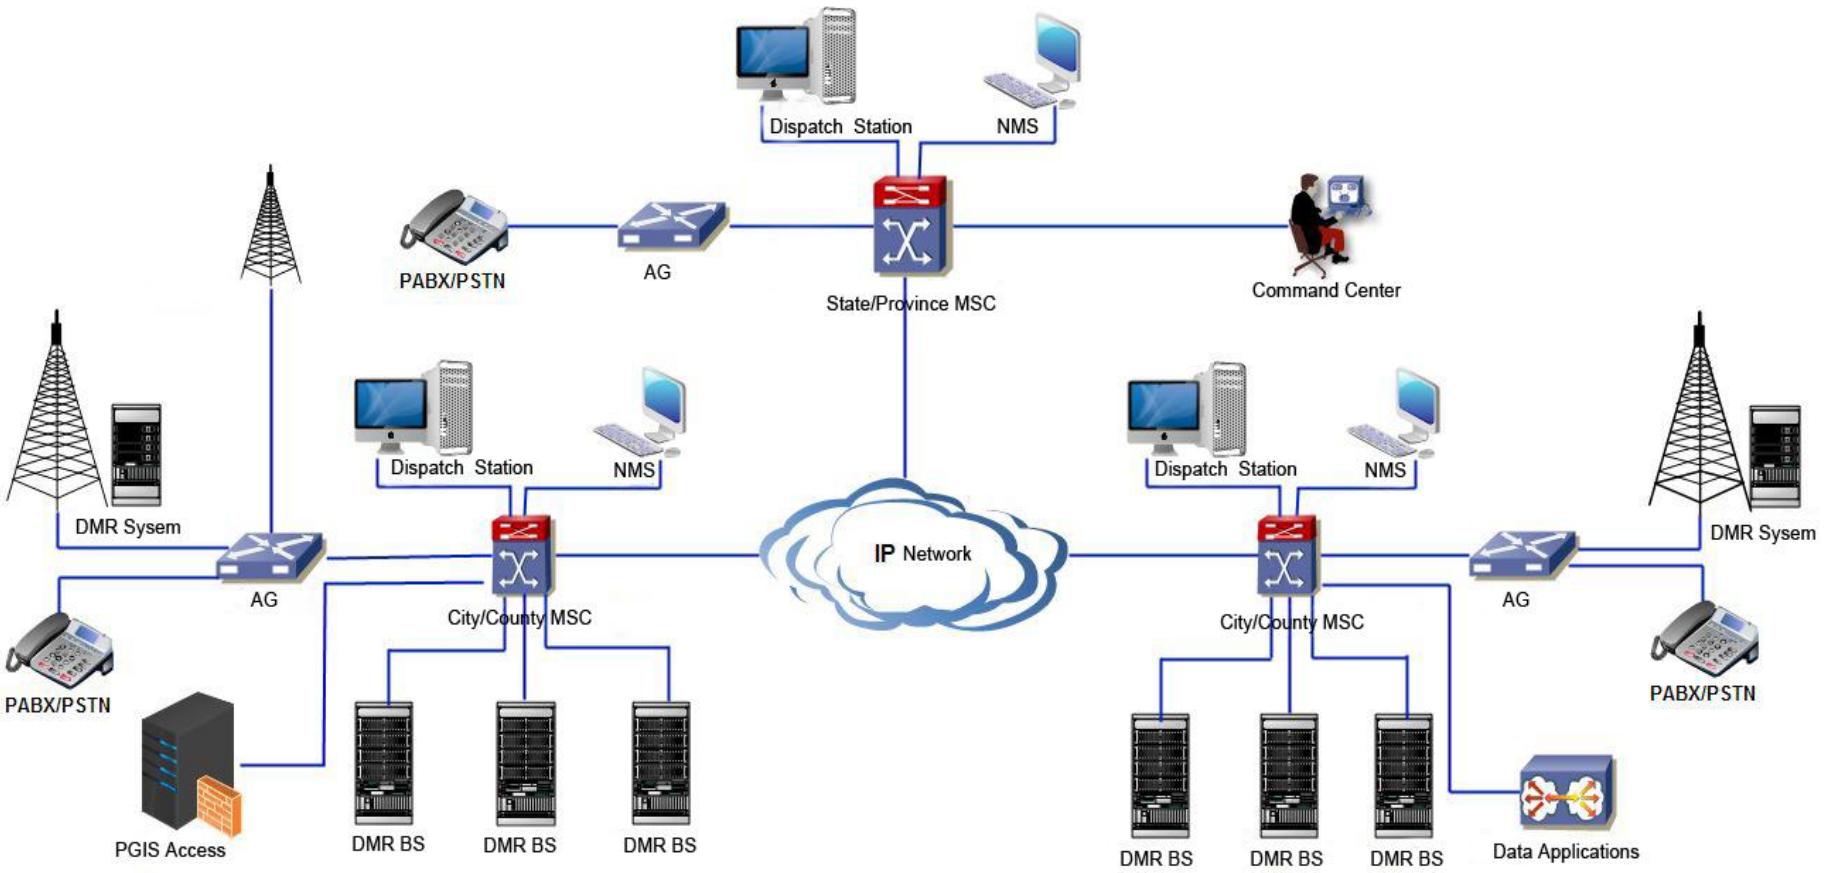 Dispatch Station
NMS
PABX/PSTN
AG
State/Province MSC
Command Center
Dispatch Station
NMS
Dispatch Station
NMS
DMR Sysem
DMR Sysem
IP Network
AG
City/County MSC
City/County MSC
AG
PABX/PSTN
PABX/PSTN
PGIS Access
DMR BS
DMR BS
DMR BS
DMR BS
DMR BS
DMR BS
Data Applications